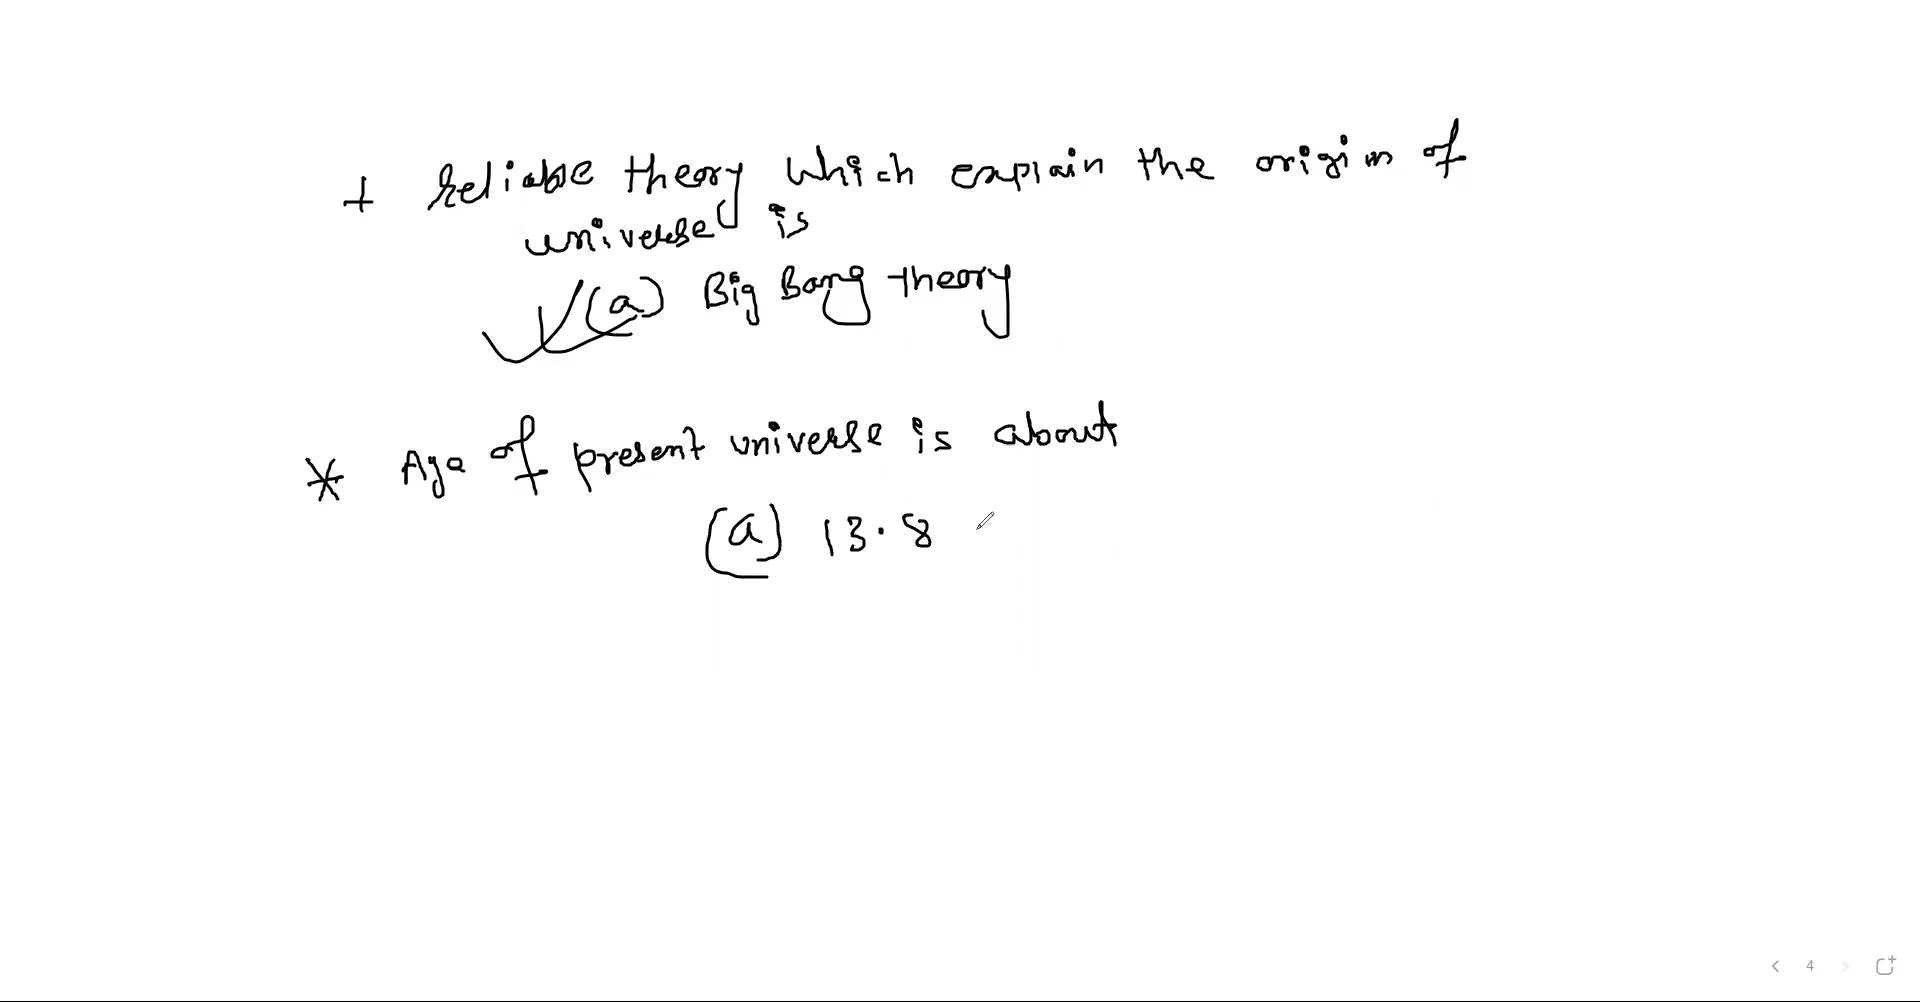 + Reliable theory which explain the origin of
universe is
(a) Big Bang theory
* Age of present universe is about
(a) 13.8
4